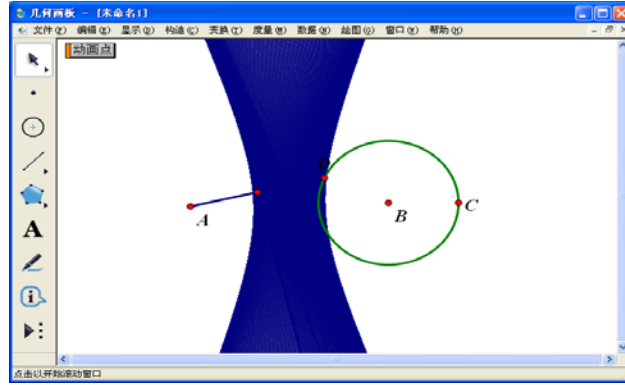 几何画板 - [未命名1]
文件(F) 编辑(E) 显示(D) 构造(C) 变换(T) 度量(M) 数据(N) 绘图(G) 窗口(W) 帮助(H)
动画点
A
D
B
C
A
点击以开始滚动窗口